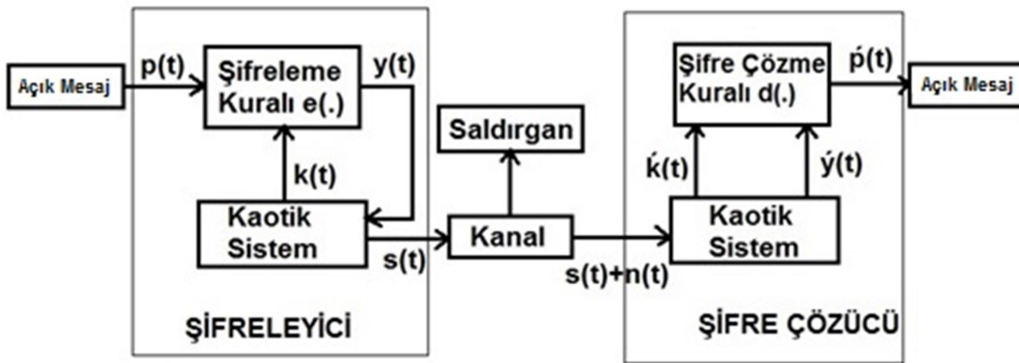 Açık Mesaj
p(t)
Şifreleme
Kuralı e(.)
y(t)
k(t)
Kaotik
Sistem
s(t)
ŞİFRELEYİCİ
Saldırgan
Kanal
s(t)+n(t)
Şifre Çözme
Kuralı d(.)
ḱ(t)
ý(t)
Kaotik
Sistem
ŞİFRE ÇÖZÜCÜ
ṕ(t)
Açık Mesaj